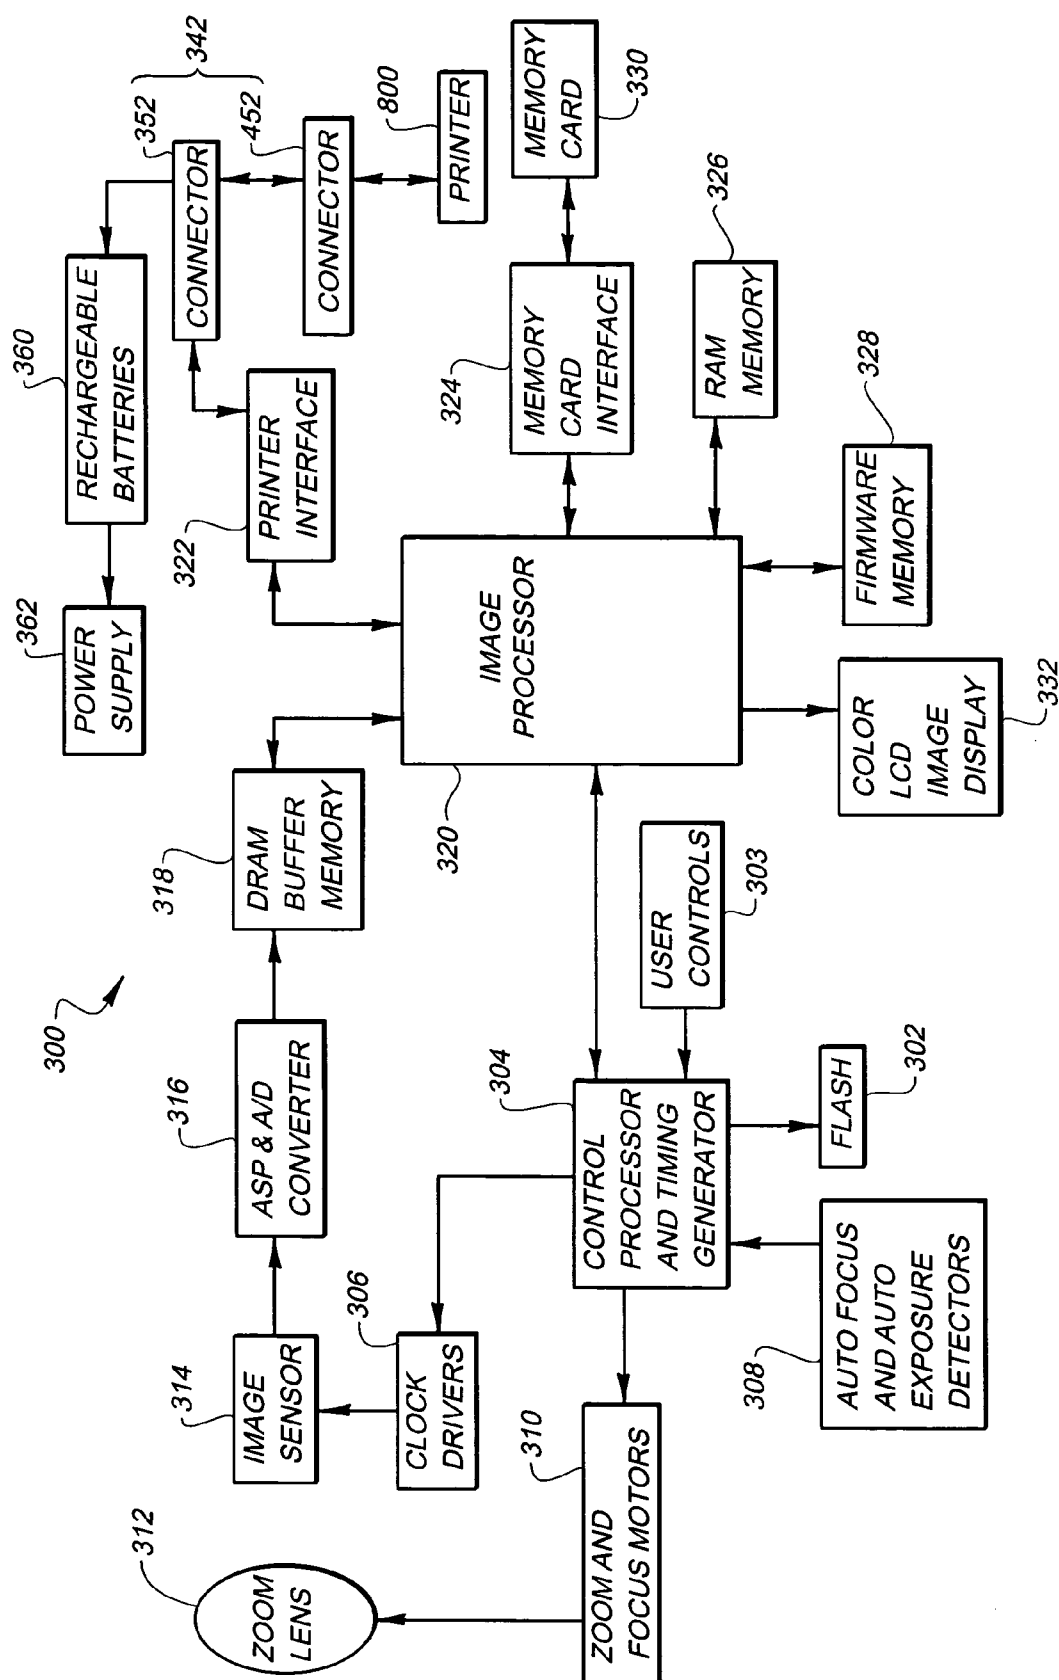 300
312
ZOOM
LENS
314
IMAGE
SENSOR
316
ASP & A/D
CONVERTER
318
DRAM
BUFFER
MEMORY
362
POWER
SUPPLY
360
RECHARGEABLE
BATTERIES
342
352
CONNECTOR
452
CONNECTOR
800
PRINTER
322
PRINTER
INTERFACE
306
CLOCK
DRIVERS
320
IMAGE
PROCESSOR
324
MEMORY
CARD
INTERFACE
MEMORY
CARD
330
310
ZOOM AND
FOCUS MOTORS
304
CONTROL
PROCESSOR
AND TIMING
GENERATOR
USER
CONTROLS
303
RAM
MEMORY
326
308
AUTO FOCUS
AND AUTO
EXPOSURE
DETECTORS
FLASH
302
COLOR
LCD
IMAGE
DISPLAY
332
FIRMWARE
MEMORY
328